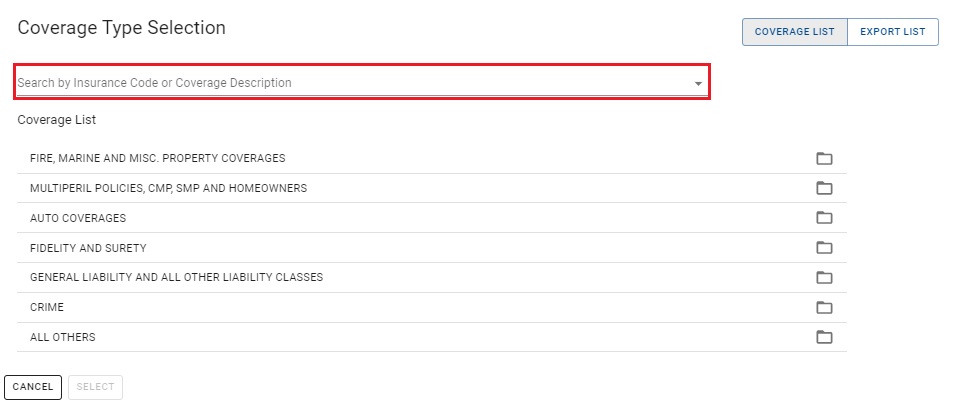 Coverage Type Selection
COVERAGE LIST
EXPORT LIST
Search by Insurance Code or Coverage Description
Coverage List
FIRE, MARINE AND MISC. PROPERTY COVERAGES
MULTIPERIL POLICIES, CMP, SMP AND HOMEOWNERS
AUTO COVERAGES
FIDELITY AND SURETY
GENERAL LIABILITY AND ALL OTHER LIABILITY CLASSES
CRIME
ALL OTHERS
CANCEL
SELECT